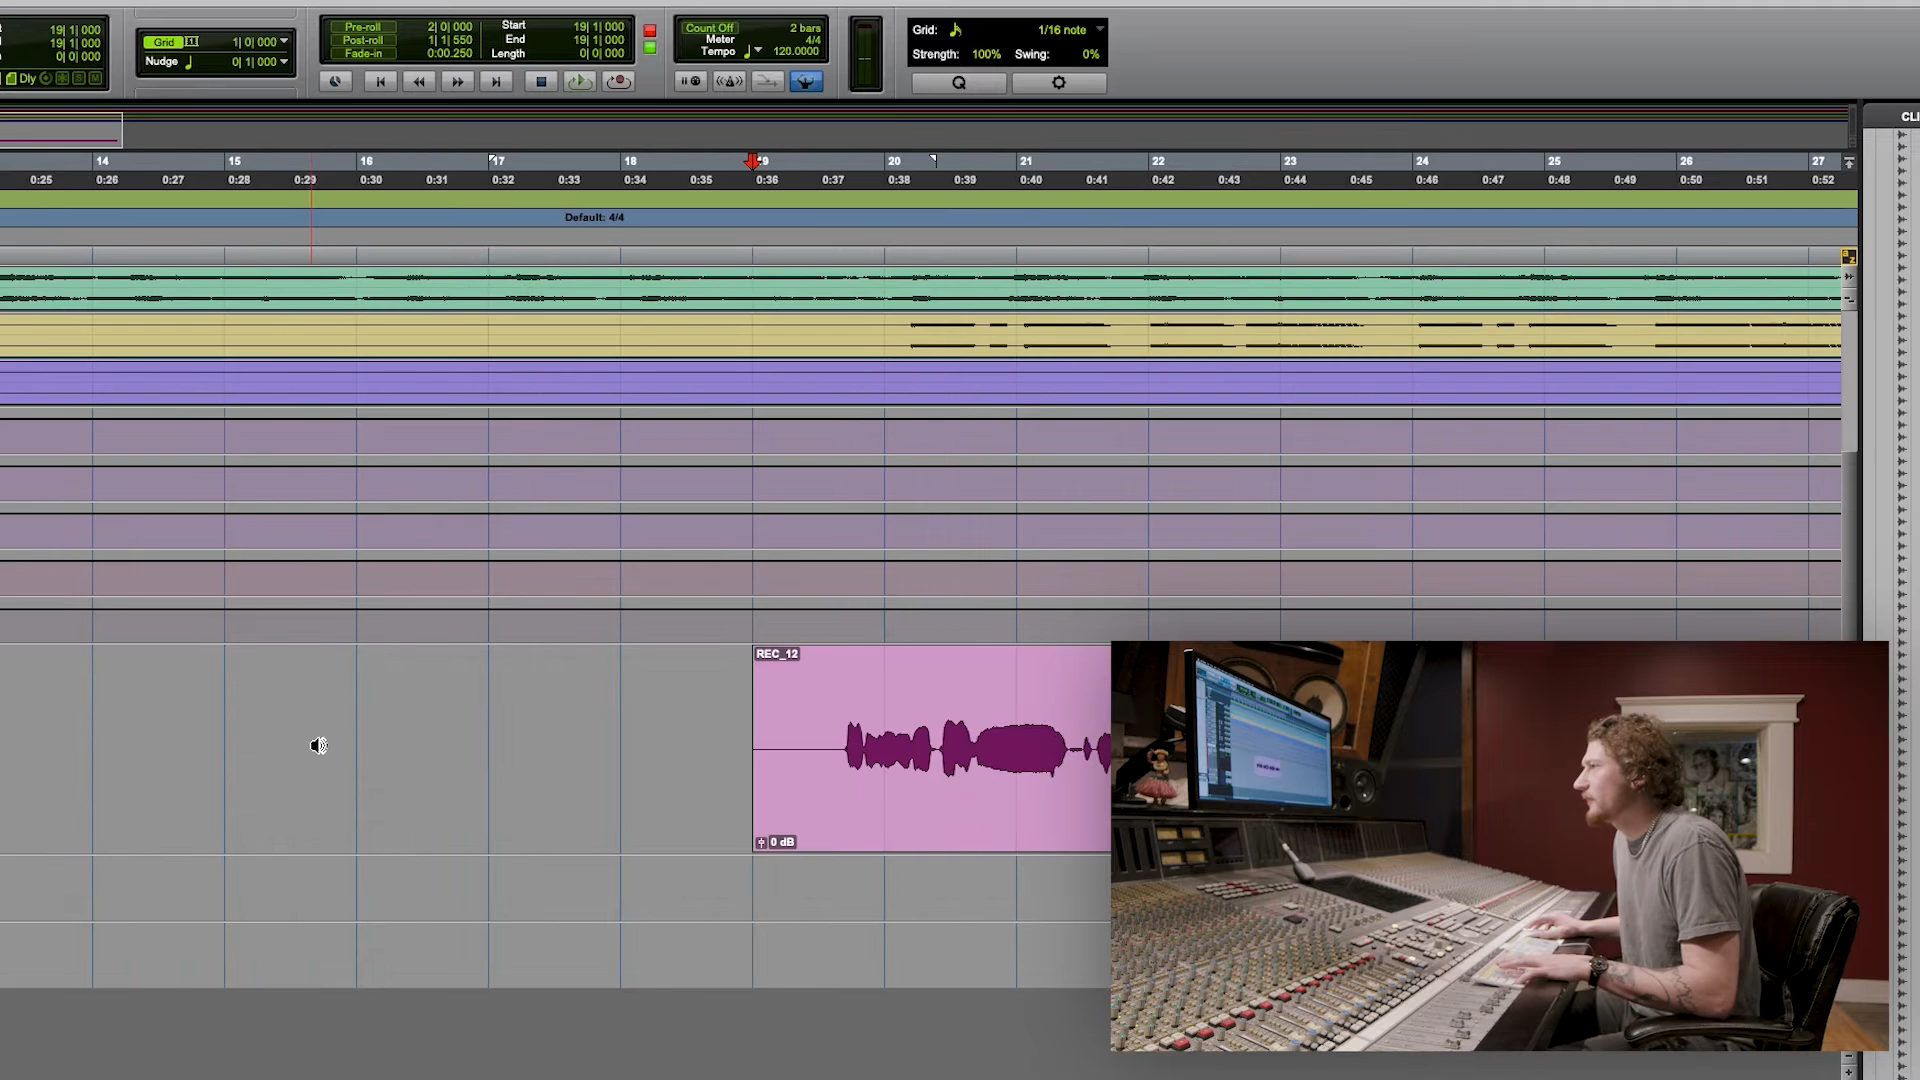 19| 1| 000
19| 1| 000
0| 0| 000
Dly
Grid 1| 0| 000
Nudge 0| 1| 000
Pre-roll 2| 0| 000
Post-roll 1| 1| 550
Fade-in 0:00.250
Start 19| 1| 000
End 19| 1| 000
Length 0| 0| 000
Count Off 2 bars
Meter 4/4
Tempo 120.0000
Grid: 1/16 note
Strength: 100% Swing: 0%
Q
CLI
14 15 16 17 18 9 20 21 22 23 24 25 26 27
0:25 0:26 0:27 0:28 0:29 0:30 0:31 0:32 0:33 0:34 0:35 0:36 0:37 0:38 0:39 0:40 0:41 0:42 0:43 0:44 0:45 0:46 0:47 0:48 0:49 0:50 0:51 0:52
Default: 4/4
a
z
REC_12
0 dB